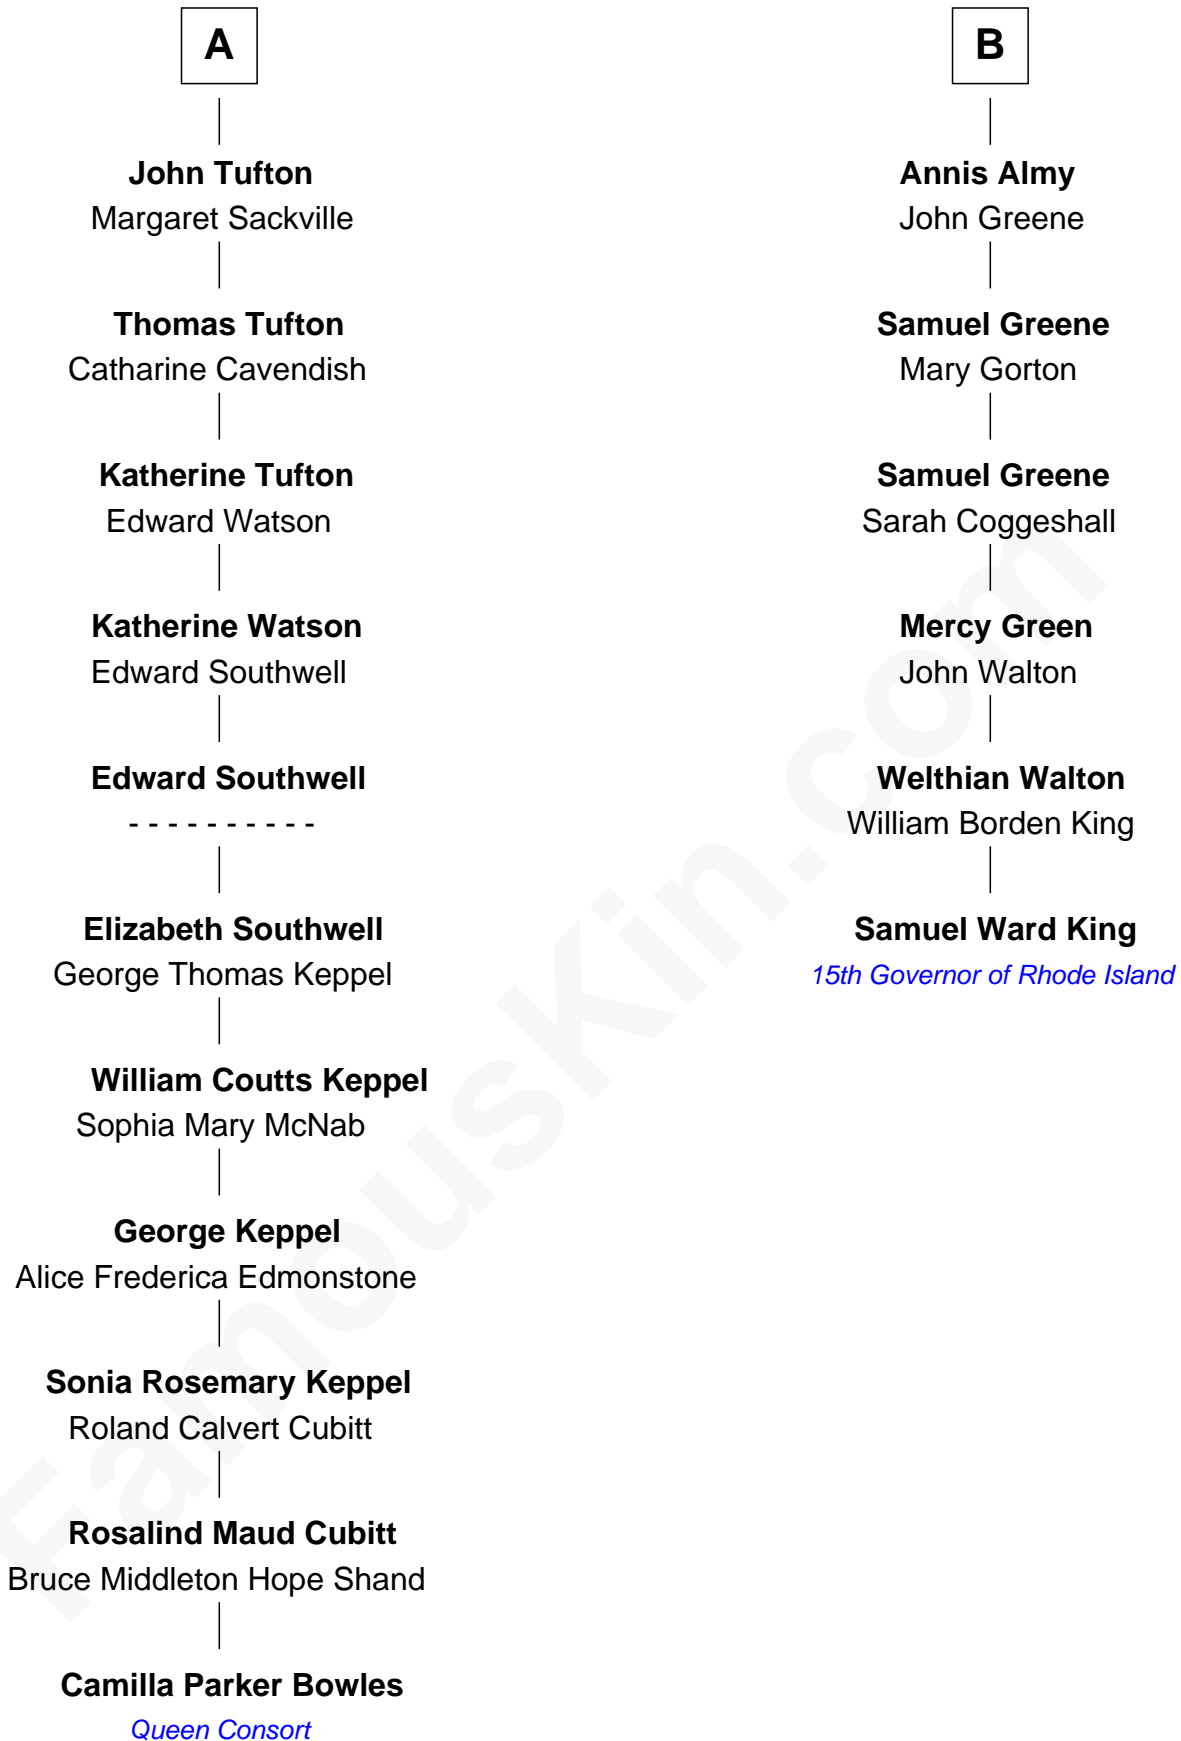 A
John Tufton
Margaret Sackville
Thomas Tufton
Catharine Cavendish
Katherine Tufton
Edward Watson
Katherine Watson
Edward Southwell
Edward Southwell
- - - - - - - - - -
Elizabeth Southwell
George Thomas Keppel
William Coutts Keppel
Sophia Mary McNab
George Keppel
Alice Frederica Edmonstone
Sonia Rosemary Keppel
Roland Calvert Cubitt
Rosalind Maud Cubitt
Bruce Middleton Hope Shand
Camilla Parker Bowles
Queen Consort
B
Annis Almy
John Greene
Samuel Greene
Mary Gorton
Samuel Greene
Sarah Coggeshall
Mercy Green
John Walton
Welthian Walton
William Borden King
Samuel Ward King
15th Governor of Rhode Island
FamousKin.com